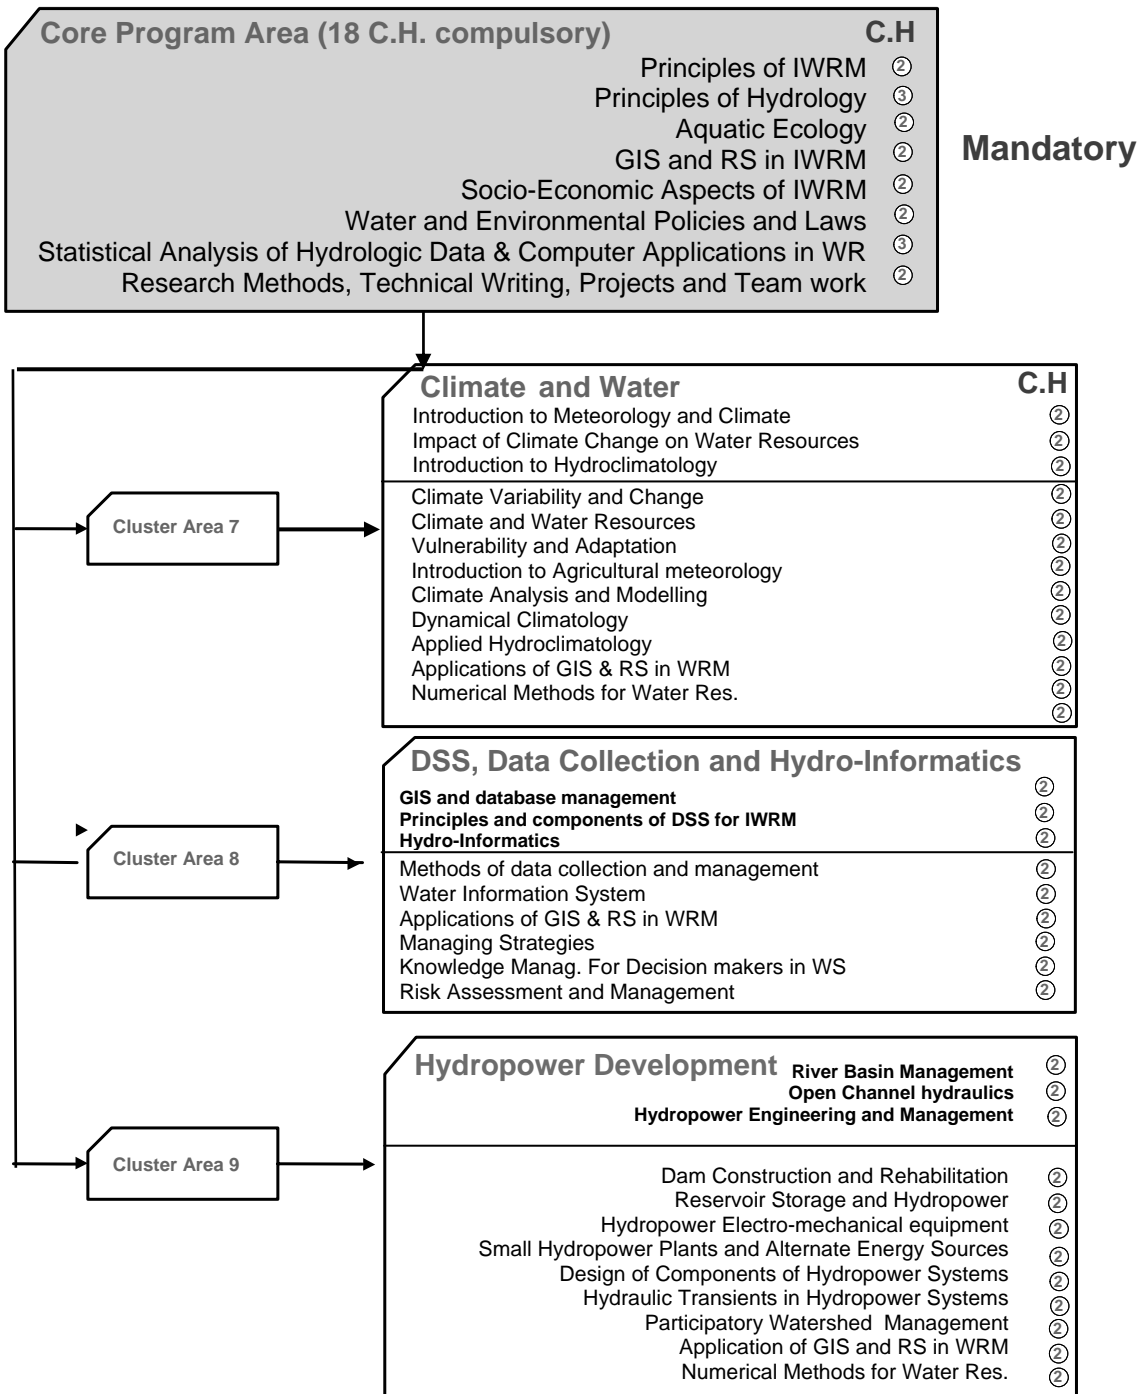 Core Program Area (18 C.H. compulsory) C.H
Principles of IWRM 2
Principles of Hydrology 3
Aquatic Ecology 2
GIS and RS in IWRM 2
Socio-Economic Aspects of IWRM 2
Water and Environmental Policies and Laws 2
Statistical Analysis of Hydrologic Data & Computer Applications in WR 3
Research Methods, Technical Writing, Projects and Team work 2
Mandatory
Climate and Water C.H
Introduction to Meteorology and Climate 2
Impact of Climate Change on Water Resources 2
Introduction to Hydroclimatology 2
Cluster Area 7
Climate Variability and Change 2
Climate and Water Resources 2
Vulnerability and Adaptation 2
Introduction to Agricultural meteorology 2
Climate Analysis and Modelling 2
Dynamical Climatology 2
Applied Hydroclimatology 2
Applications of GIS & RS in WRM 2
Numerical Methods for Water Res. 2
2
DSS, Data Collection and Hydro-Informatics
GIS and database management 2
Principles and components of DSS for IWRM 2
Hydro-Informatics 2
Cluster Area 8
Methods of data collection and management 2
Water Information System 2
Applications of GIS & RS in WRM 2
Managing Strategies 2
Knowledge Manag. For Decision makers in WS 2
Risk Assessment and Management 2
Hydropower Development
River Basin Management 2
Open Channel hydraulics 2
Hydropower Engineering and Management 2
Cluster Area 9
Dam Construction and Rehabilitation 2
Reservoir Storage and Hydropower 2
Hydropower Electro-mechanical equipment 2
Small Hydropower Plants and Alternate Energy Sources 2
Design of Components of Hydropower Systems 2
Hydraulic Transients in Hydropower Systems 2
Participatory Watershed Management 2
Application of GIS and RS in WRM 2
Numerical Methods for Water Res. 2